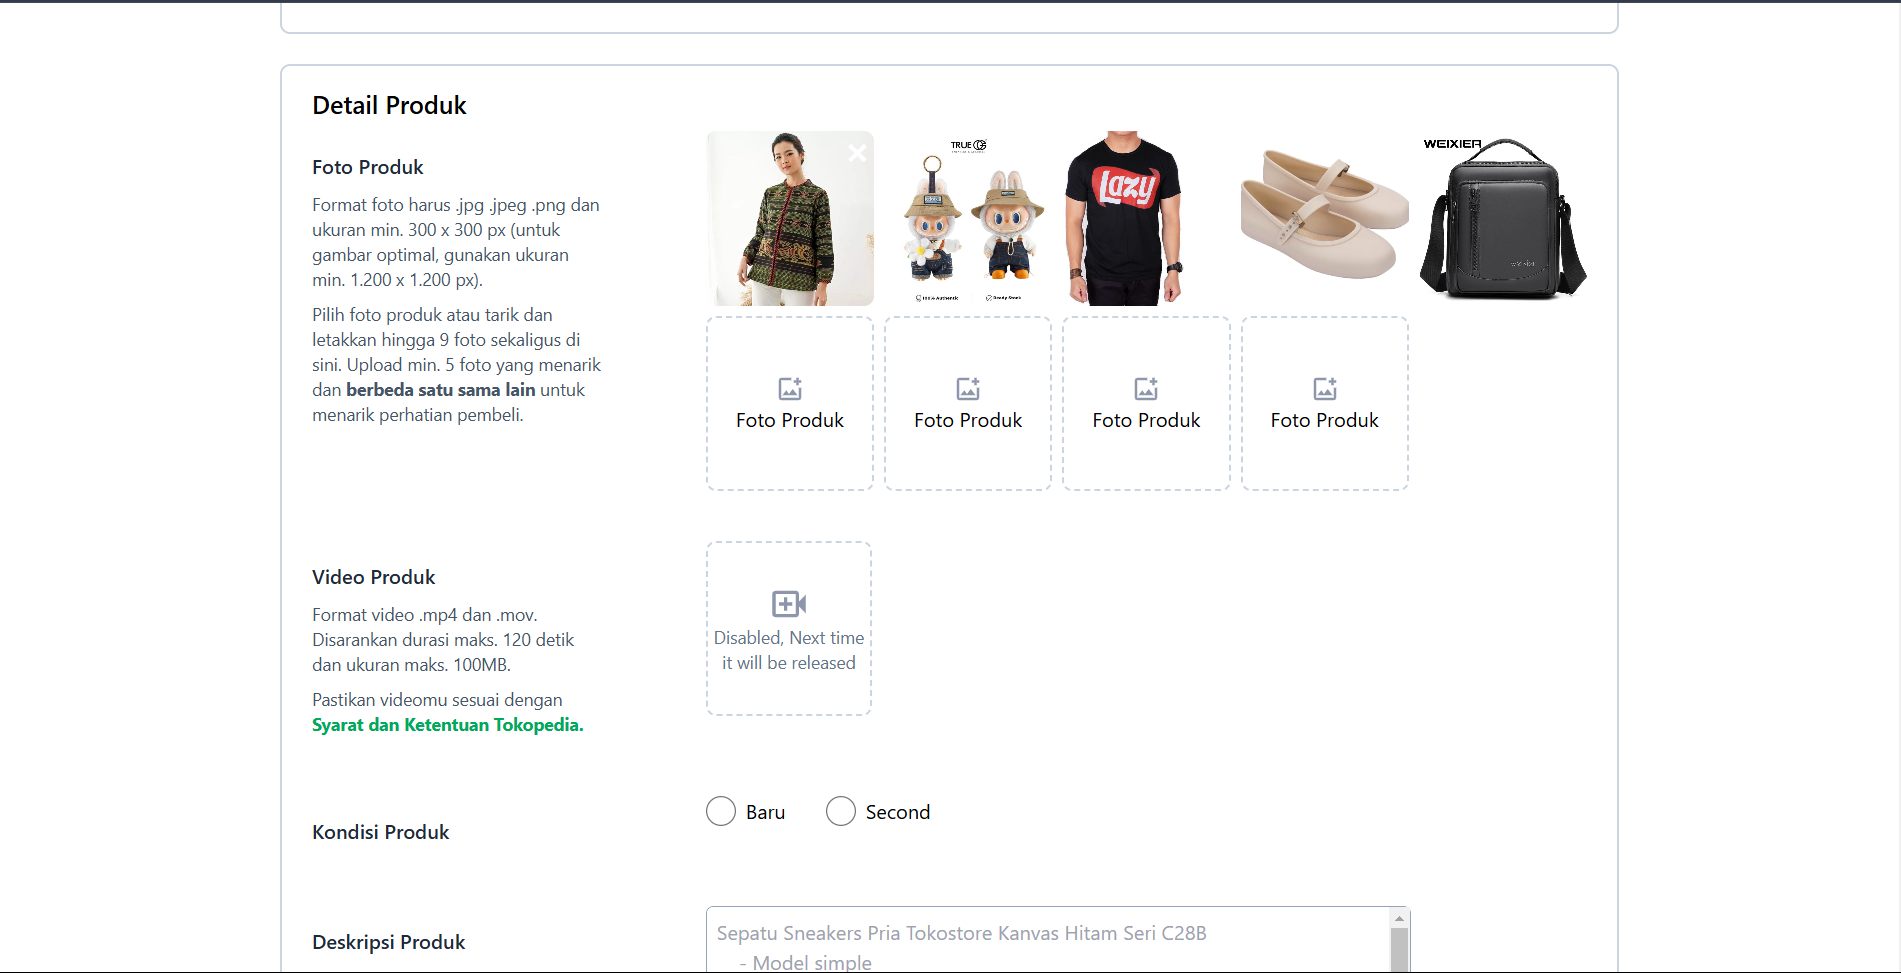 Detail Produk
Foto Produk
Format foto harus .jpg .jpeg .png dan
ukuran min. 300 x 300 px (untuk
gambar optimal, gunakan ukuran
min. 1.200 x 1.200 px).
Pilih foto produk atau tarik dan
letakkan hingga 9 foto sekaligus di
sini. Upload min. 5 foto yang menarik
dan berbeda satu sama lain untuk
menarik perhatian pembeli.
TRUE
100% Authentic
Ready Stock
Lazy
WEIXIER
Foto Produk
Foto Produk
Foto Produk
Foto Produk
Video Produk
Format video .mp4 dan .mov.
Disarankan durasi maks. 120 detik
dan ukuran maks. 100MB.
Pastikan videomu sesuai dengan
Syarat dan Ketentuan Tokopedia.
Disabled, Next time
it will be released
Kondisi Produk
Baru
Second
Deskripsi Produk
Sepatu Sneakers Pria Tokostore Kanvas Hitam Seri C28B
- Model simple